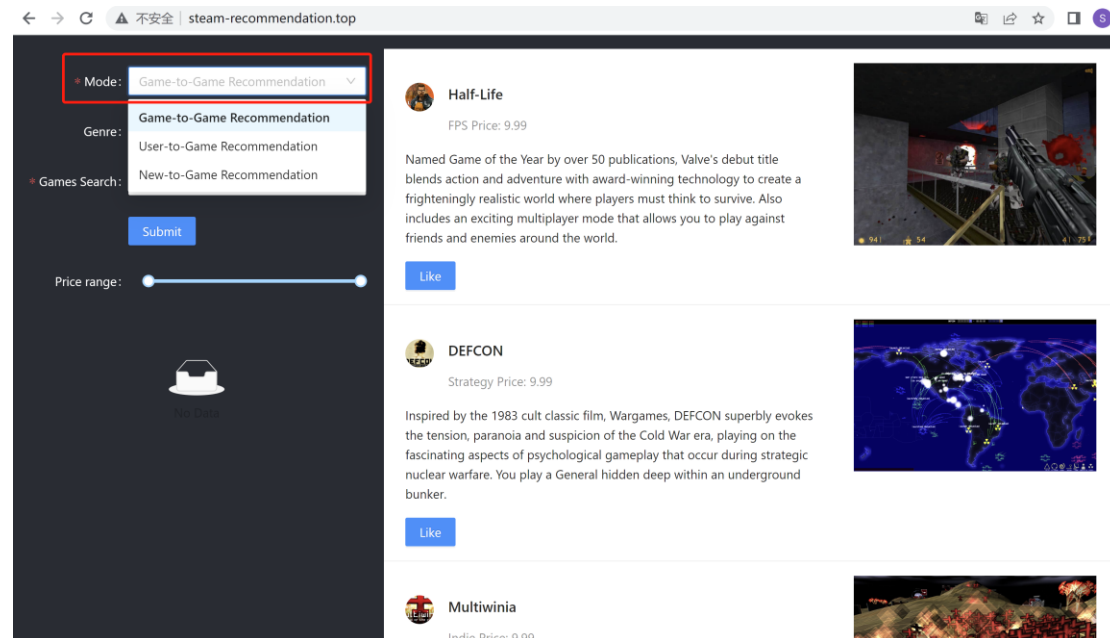 不安全 steam-recommendation.top
S
* Mode: Game-to-Game Recommendation
Game-to-Game Recommendation
User-to-Game Recommendation
New-to-Game Recommendation
Genre:
* Games Search:
Submit
Price range:
No Data
Half-Life
FPS Price: 9.99
Named Game of the Year by over 50 publications, Valve's debut title
blends action and adventure with award-winning technology to create a
frighteningly realistic world where players must think to survive. Also
includes an exciting multiplayer mode that allows you to play against
friends and enemies around the world.
Like
94
54
DEFCON
Strategy Price: 9.99
Inspired by the 1983 cult classic film, Wargames, DEFCON superbly evokes
the tension, paranoia and suspicion of the Cold War era, playing on the
fascinating aspects of psychological gameplay that occur during strategic
nuclear warfare. You play a General hidden deep within an underground
bunker.
Like
Multiwinia
Indie Price: 9.99